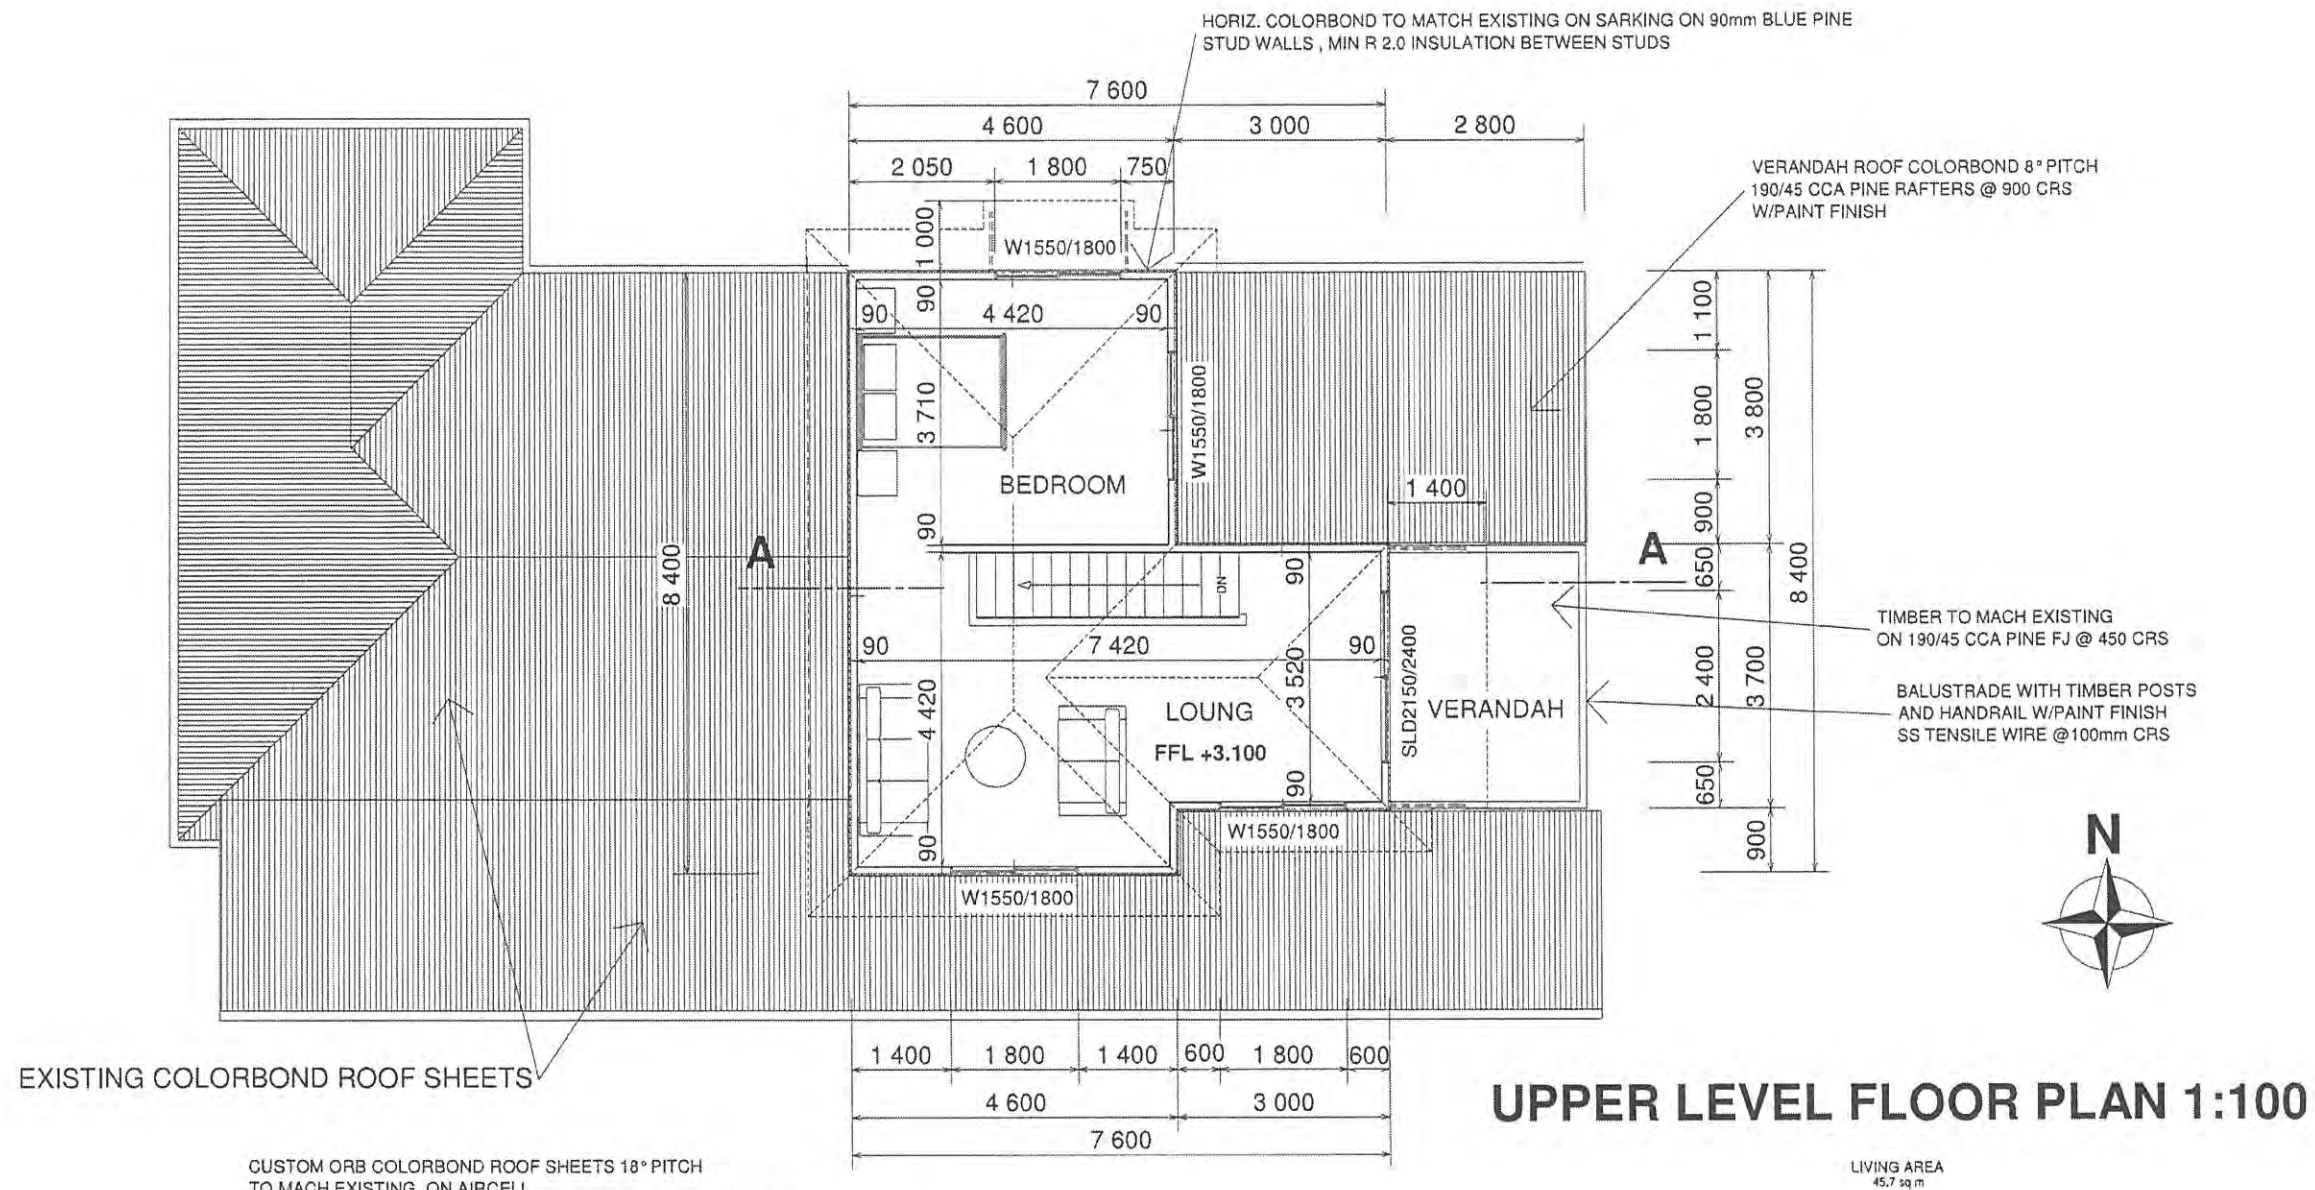 HORIZ. COLORBOND TO MATCH EXISTING ON SARKING ON 90mm BLUE PINE
STUD WALLS , MIN R 2.0 INSULATION BETWEEN STUDS
7 600
4 600
3 000
2 800
2 050
1 800
750
VERANDAH ROOF COLORBOND 8° PITCH
190/45 CCA PINE RAFTERS @ 900 CRS
W/PAINT FINISH
1 000
W1550/1800
90
90
4 420
90
3 710
W1550/1800
BEDROOM
90
1 100
1 800
900
3 800
1 400
A
A
8 400
DN
90
650
8 400
TIMBER TO MACH EXISTING
ON 190/45 CCA PINE FJ @ 450 CRS
90
7 420
90
3 520
SLD2150/2400
2 400
3 700
4 420
LOUNG
FFL +3.100
VERANDAH
BALUSTRADE WITH TIMBER POSTS
AND HANDRAIL W/PAINT FINISH
SS TENSILE WIRE @100mm CRS
90
650
90
W1550/1800
900
W1550/1800
N
1 400
1 800
1 400
600
1 800
600
EXISTING COLORBOND ROOF SHEETS
4 600
3 000
7 600
UPPER LEVEL FLOOR PLAN 1:100
CUSTOM ORB COLORBOND ROOF SHEETS 18° PITCH
TO MACH EXISTING ON AIRCELL
LIVING AREA
45.7 sq m